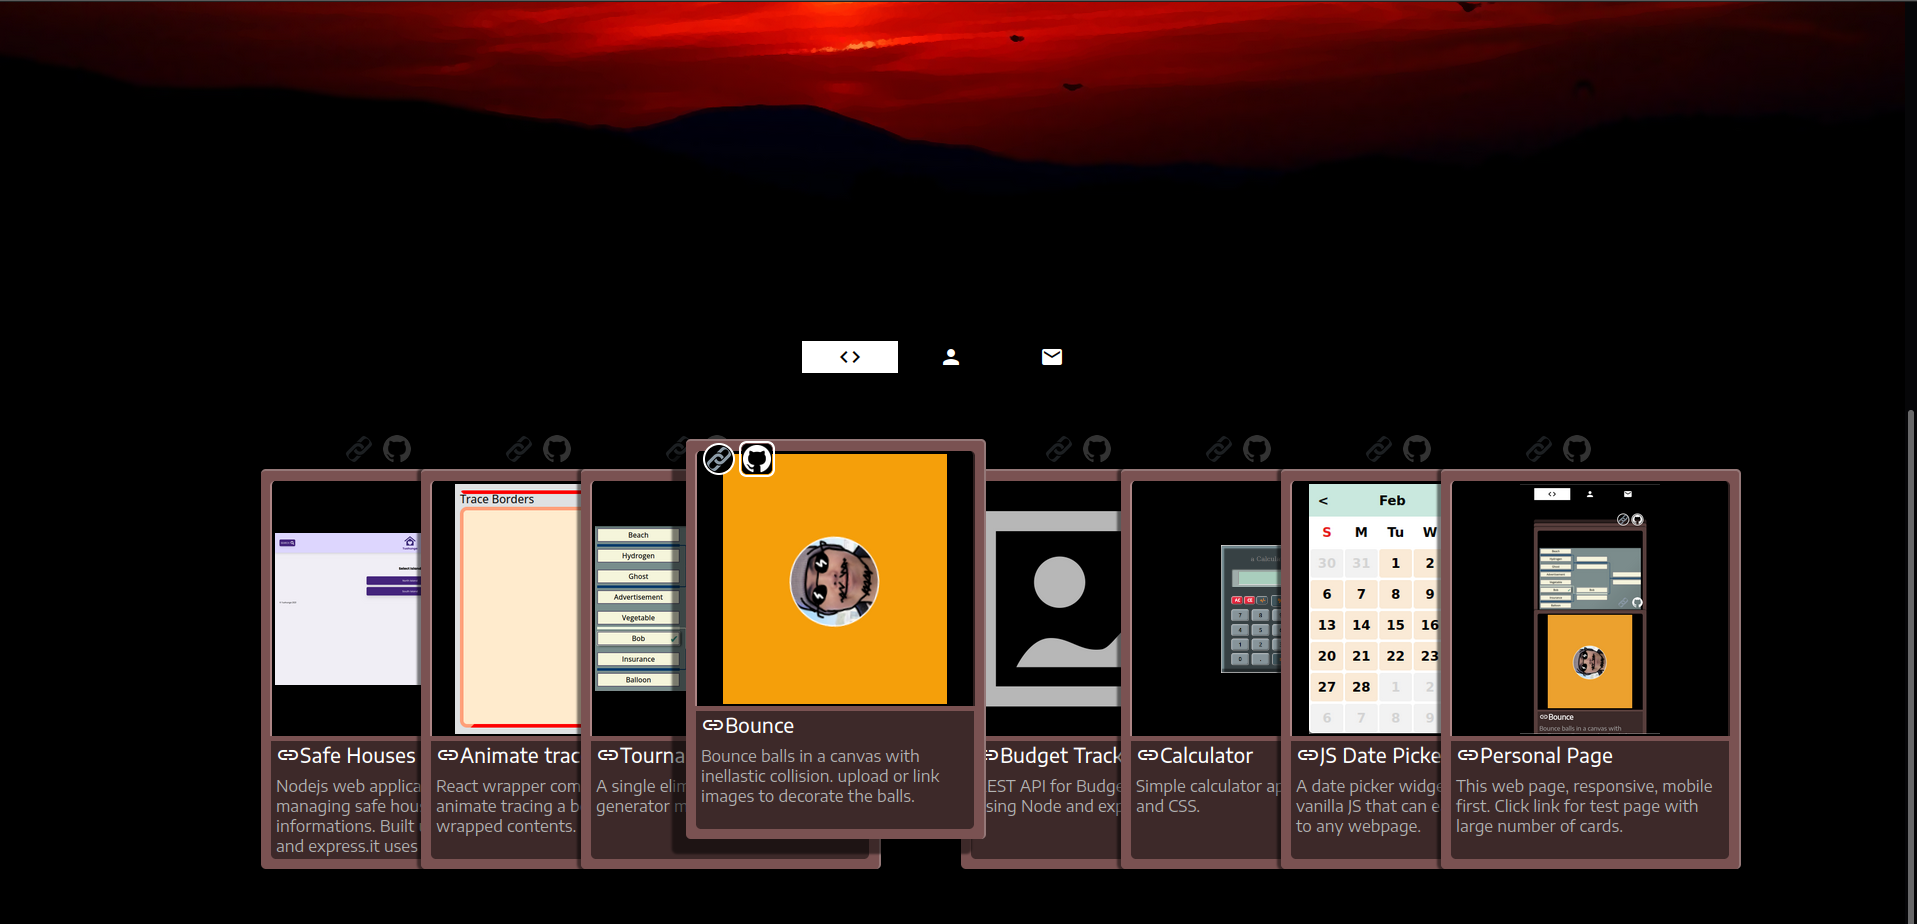 Safe Houses
Nodejs web applica
managing safe hou
informations. Built
and express.it uses
Trace Borders
Animate trac
React wrapper com
animate tracing a b
wrapped contents.
Beach
Hydrogen
Ghost
Advertisement
Vegetable
Bob
Insurance
Balloon
Tourna
A single elin
generator m
Bounce
Bounce balls in a canvas with
inellastic collision. upload or link
images to decorate the balls.
Budget Track
EST API for Budge
sing Node and exp
a Calcul
Calculator
Simple calculator ap
and CSS.
< Feb
S M Tu W
30 31 1 2
6 7 8 9
13 14 15 16
20 21 22 23
27 28 1 2
6 7 8 9
JS Date Picke
A date picker widge
vanilla JS that can e
to any webpage.
Bounce
Bounce balls in a canvas with
Personal Page
This web page, responsive, mobile
first. Click link for test page with
large number of cards.